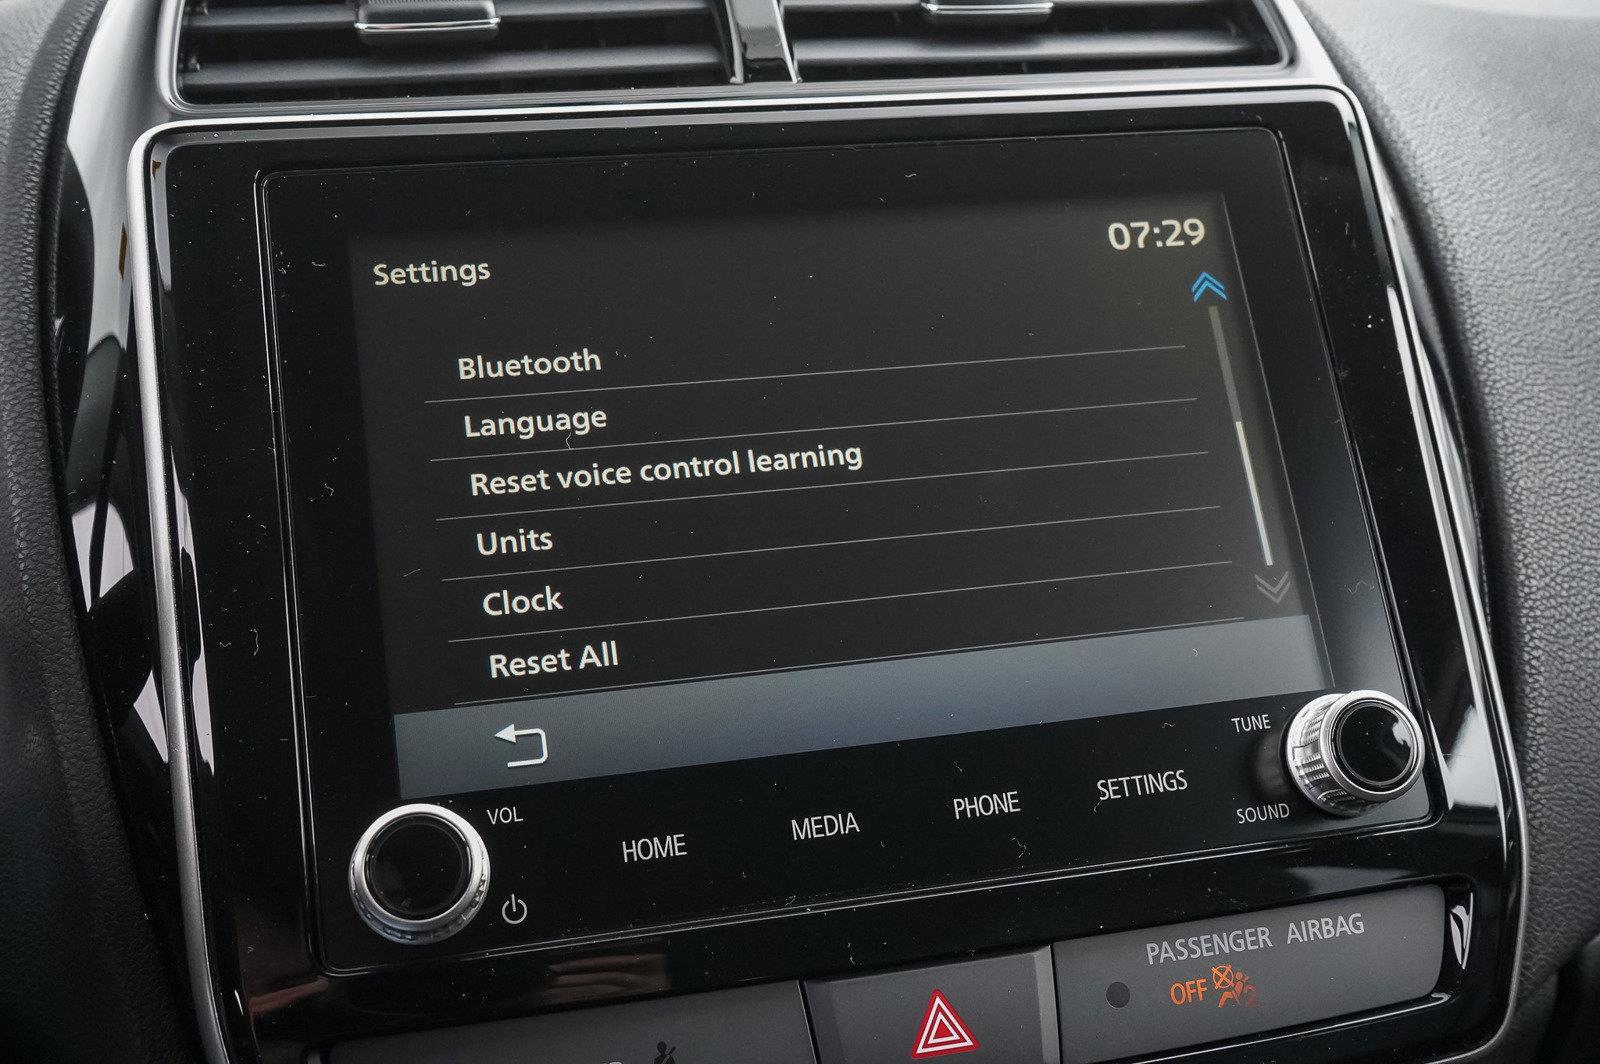 07:29
Settings
Bluetooth
Language
Reset voice control learning
Units
Clock
Reset All
TUNE
VOL
HOME
MEDIA
PHONE
SETTINGS
SOUND
PASSENGER AIRBAG
OFF